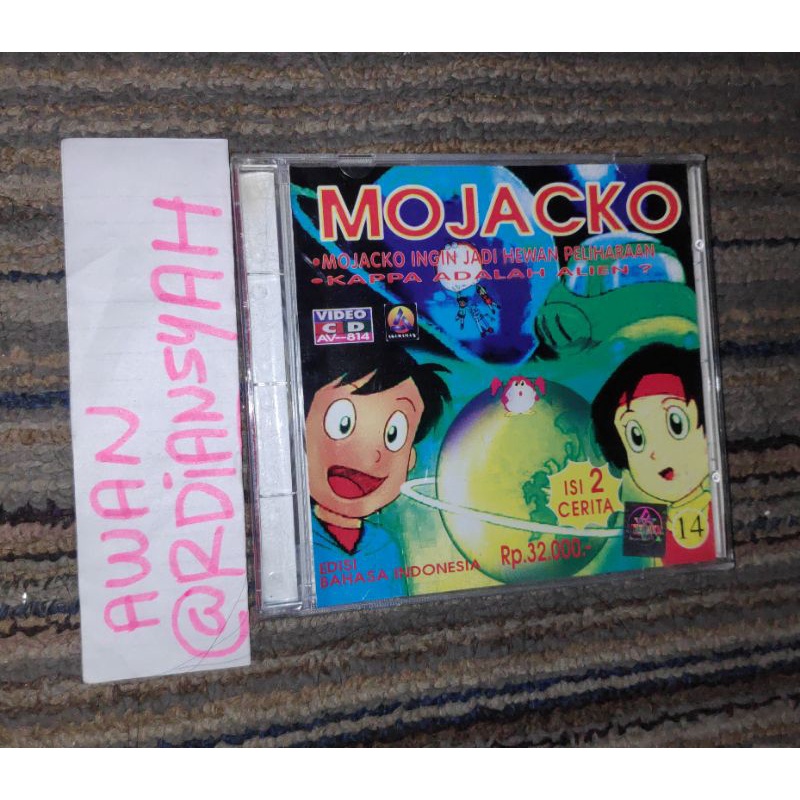 AWAN
@RDiANSYAH
MOJACKO
•MOJACKO INGIN JADI HEWAN PELIHARAAN
•KAPPA ADALAH ALIEN ?
VIDEO
CD
AV-814
ISI 2
CERITA
EDISI
BAHASA INDONESIA
Rp.32.000.-
14